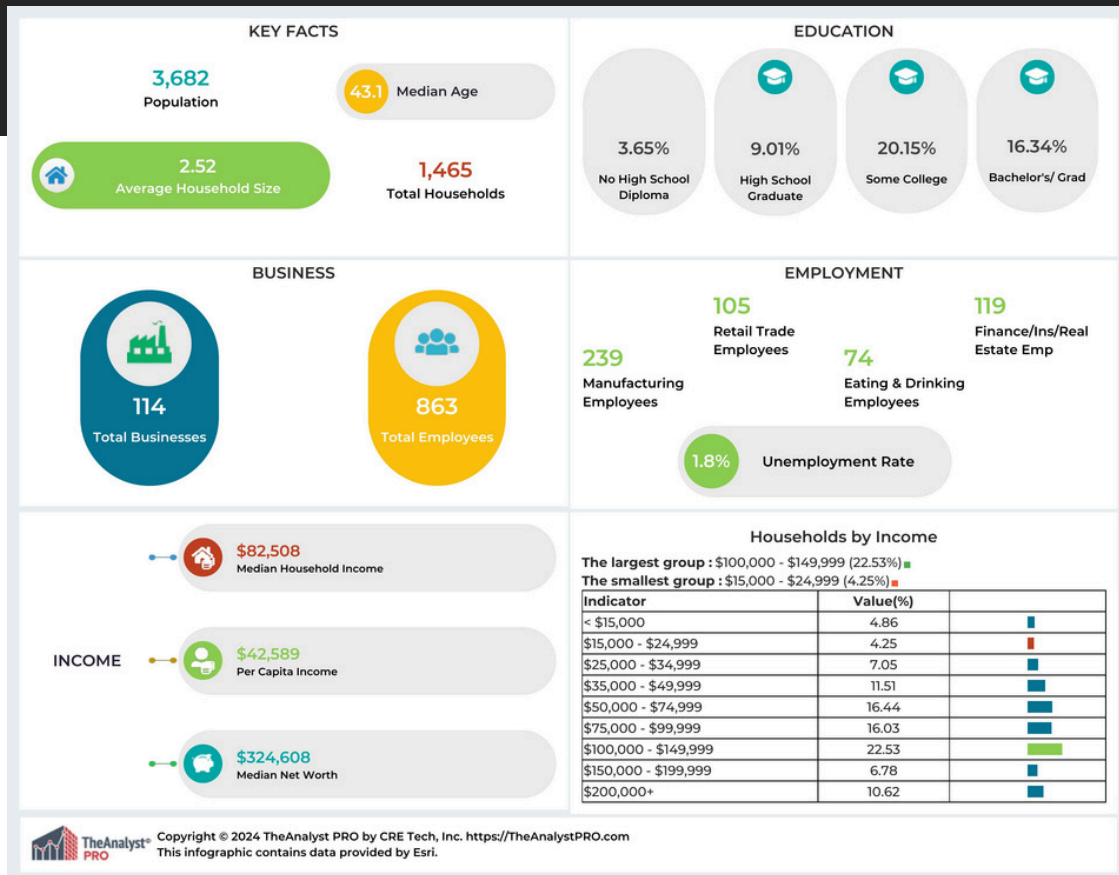 KEY FACTS
3,682
Population
43.1 Median Age
2.52
Average Household Size
1,465
Total Households
EDUCATION
3.65%
No High School
Diploma
9.01%
High School
Graduate
20.15%
Some College
16.34%
Bachelor's/ Grad
BUSINESS
114
Total Businesses
863
Total Employees
EMPLOYMENT
239
Manufacturing
Employees
105
Retail Trade
Employees
74
Eating & Drinking
Employees
119
Finance/Ins/Real
Estate Emp
1.8% Unemployment Rate
INCOME
$82,508
Median Household Income
$42,589
Per Capita Income
$324,608
Median Net Worth
Households by Income
The largest group : $100,000 - $149,999 (22.53%)
The smallest group : $15,000 - $24,999 (4.25%)
Indicator Value(%)
< $15,000 4.86
$15,000 - $24,999 4.25
$25,000 - $34,999 7.05
$35,000 - $49,999 11.51
$50,000 - $74,999 16.44
$75,000 - $99,999 16.03
$100,000 - $149,999 22.53
$150,000 - $199,999 6.78
$200,000+ 10.62
TheAnalyst®
PRO
Copyright © 2024 TheAnalyst PRO by CRE Tech, Inc. https://TheAnalystPRO.com
This infographic contains data provided by Esri.